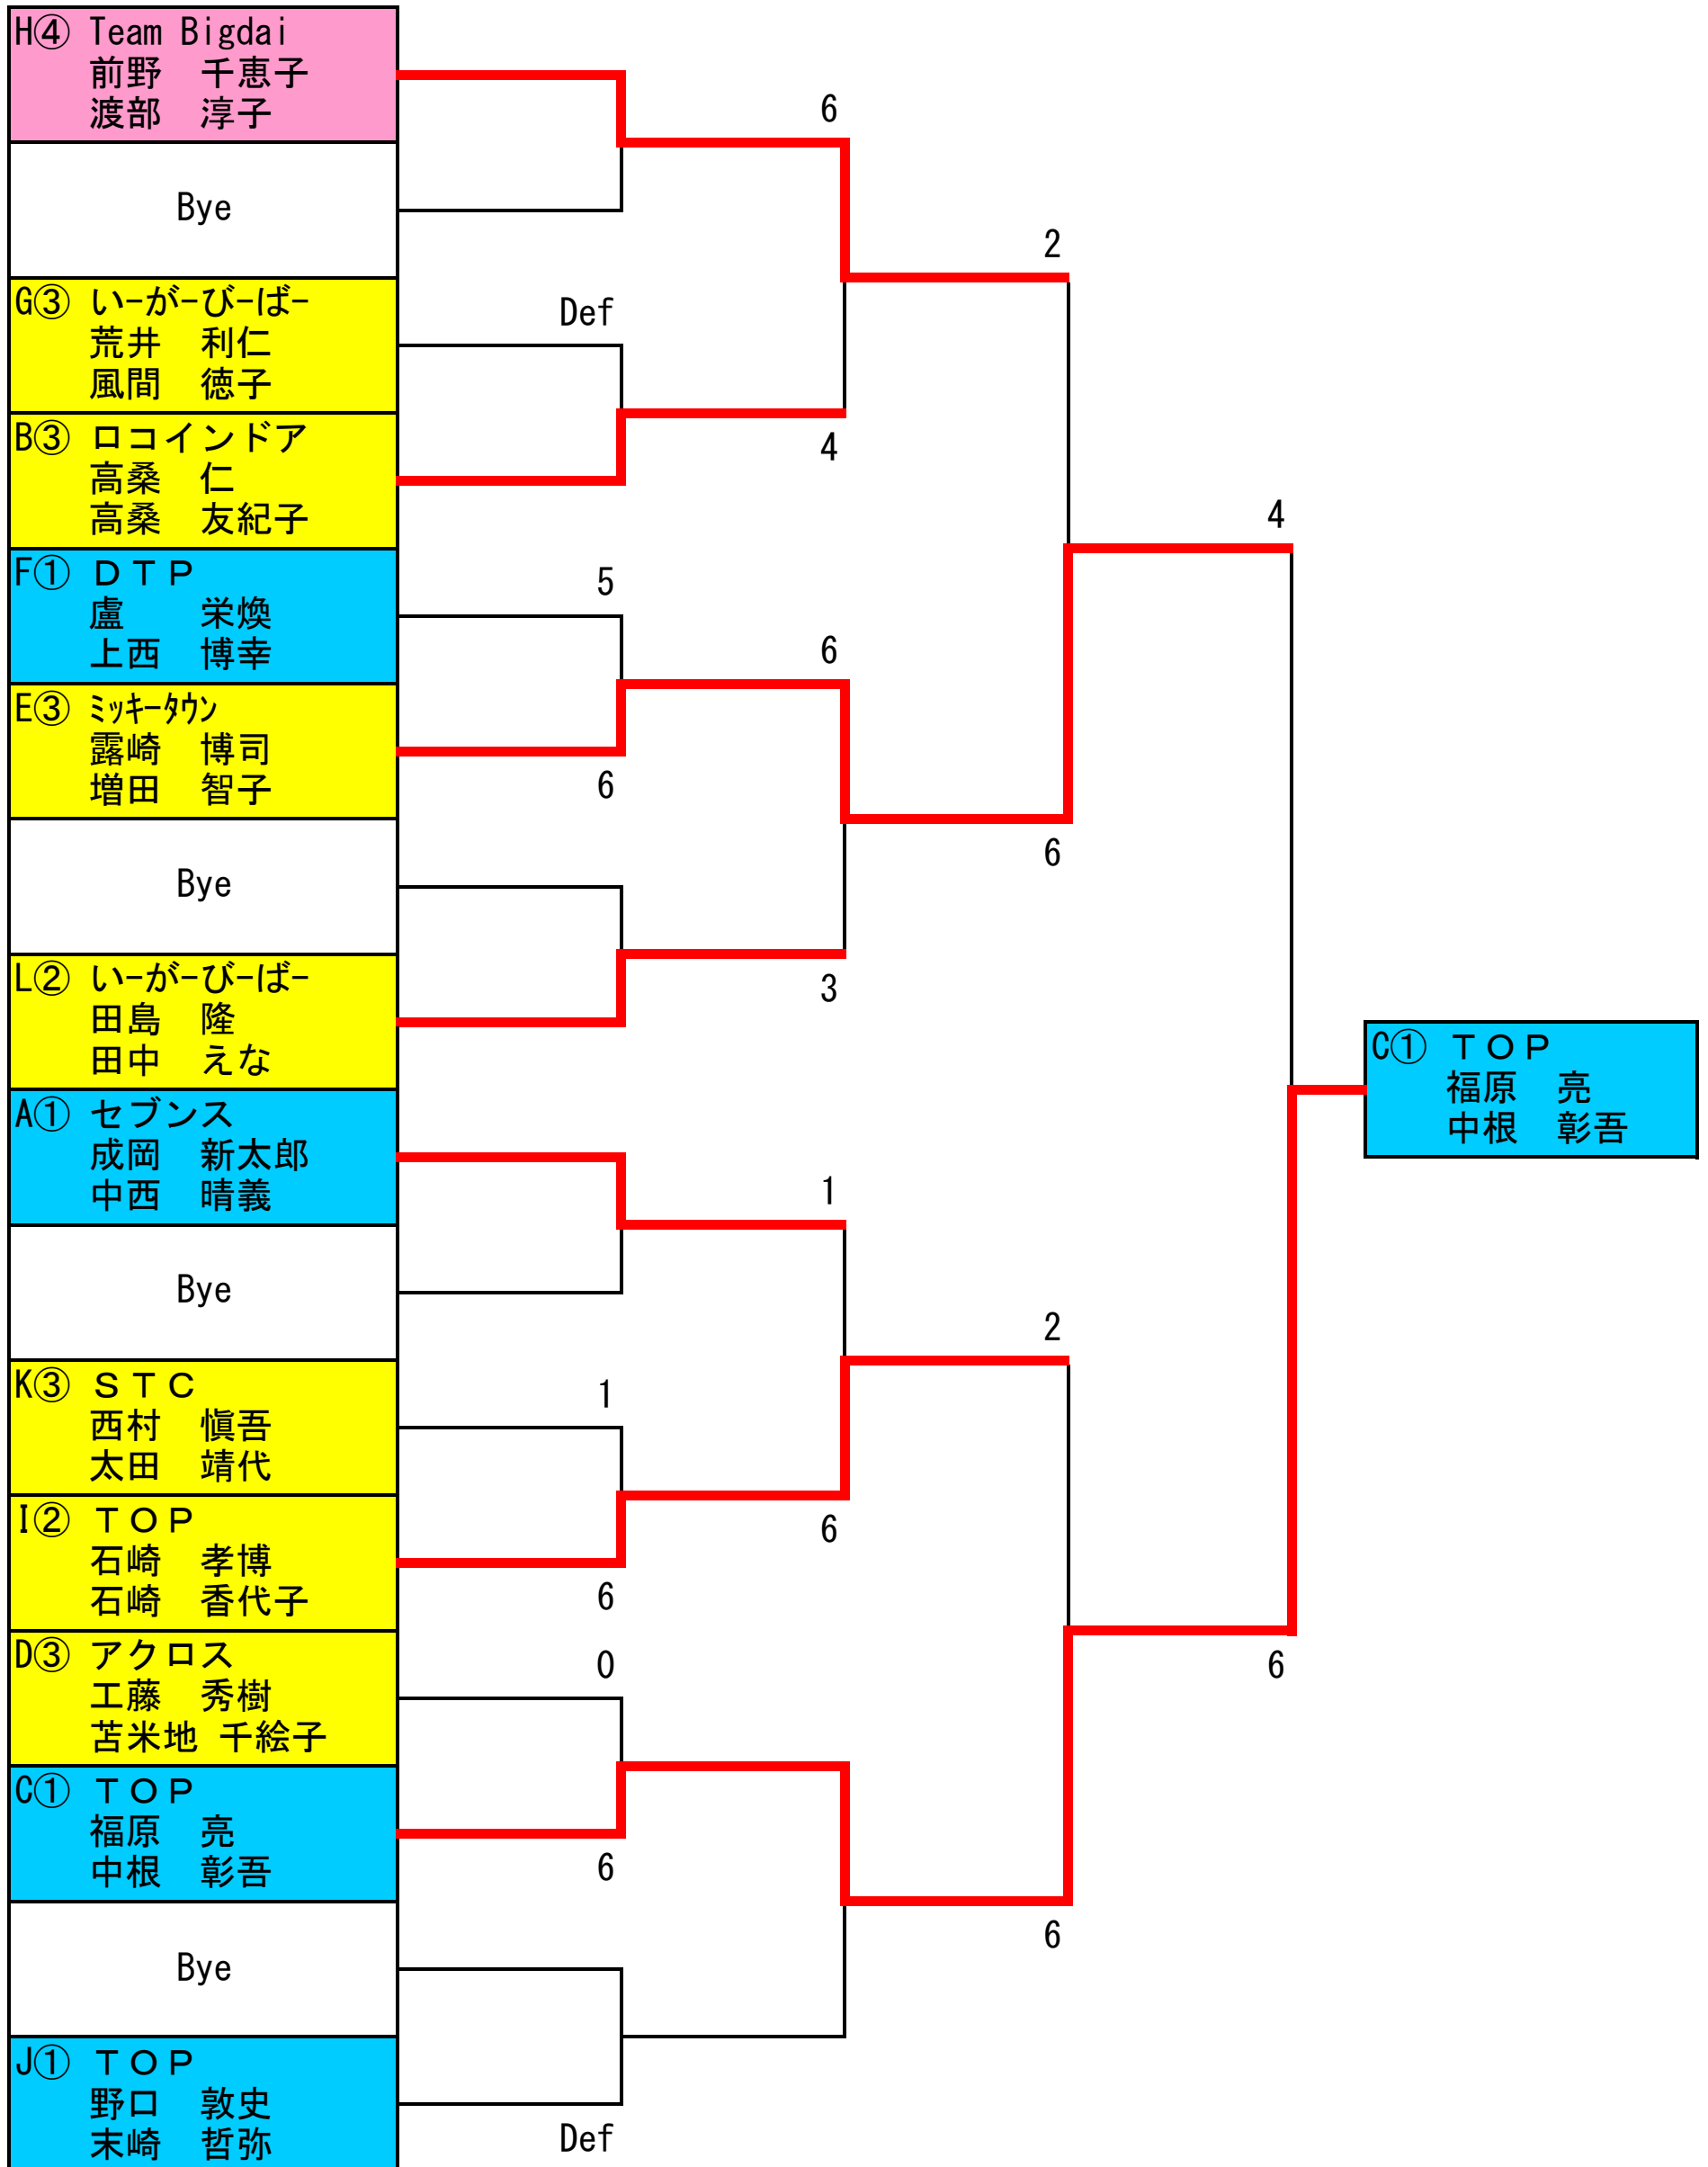 H④ Team Bigdai
前野　千恵子
渡部　淳子
6
Bye
2
G③ いーがーびーばー
荒井　利仁
風間　徳子
Def
B③ ロコインドア
高桑　仁
高桑　友紀子
4
4
F① ＤＴＰ
盧　　栄煥
上西　博幸
5
6
E③ ミッキータウン
露崎　博司
増田　智子
6
Bye
6
L② いーがーびーばー
田島　隆
田中　えな
3
C① ＴＯＰ
福原　亮
中根　彰吾
A① セブンス
成岡　新太郎
中西　晴義
1
Bye
2
K③ ＳＴＣ
西村　愼吾
太田　靖代
1
I② ＴＯＰ
石崎　孝博
石崎　香代子
6
6
D③ アクロス
工藤　秀樹
苫米地 千絵子
0
6
C① ＴＯＰ
福原　亮
中根　彰吾
6
Bye
6
J① ＴＯＰ
野口　敦史
末崎　哲弥
Def